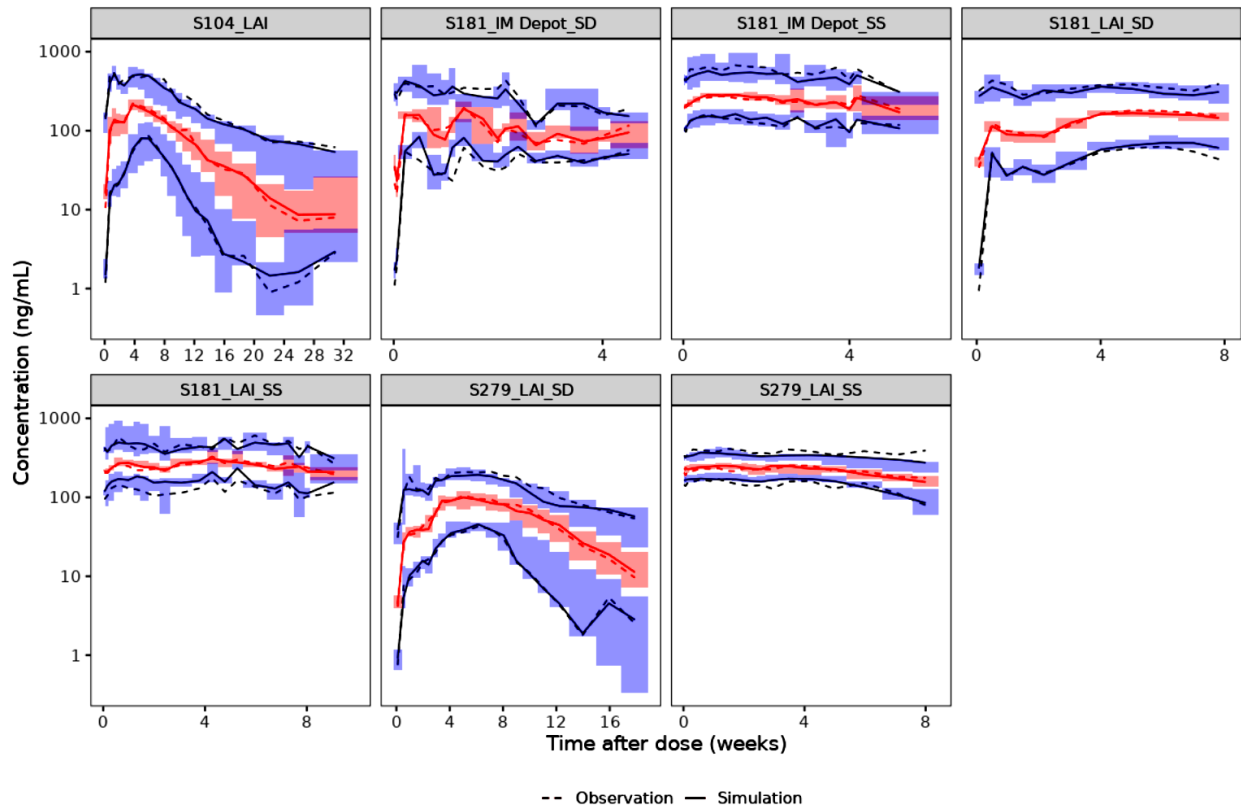 S104_LAI
S181_IM Depot_SD
S181_IM Depot_SS
S181_LAI_SD
1000
100
10
1
0 4 8 12 16 20 24 28 32
0 4
0 4
0 4 8
S181_LAI_SS
S279_LAI_SD
S279_LAI_SS
1000
100
10
1
0 4 8
0 4 8 12 16
0 4 8
Concentration (ng/mL)
Time after dose (weeks)
Observation Simulation